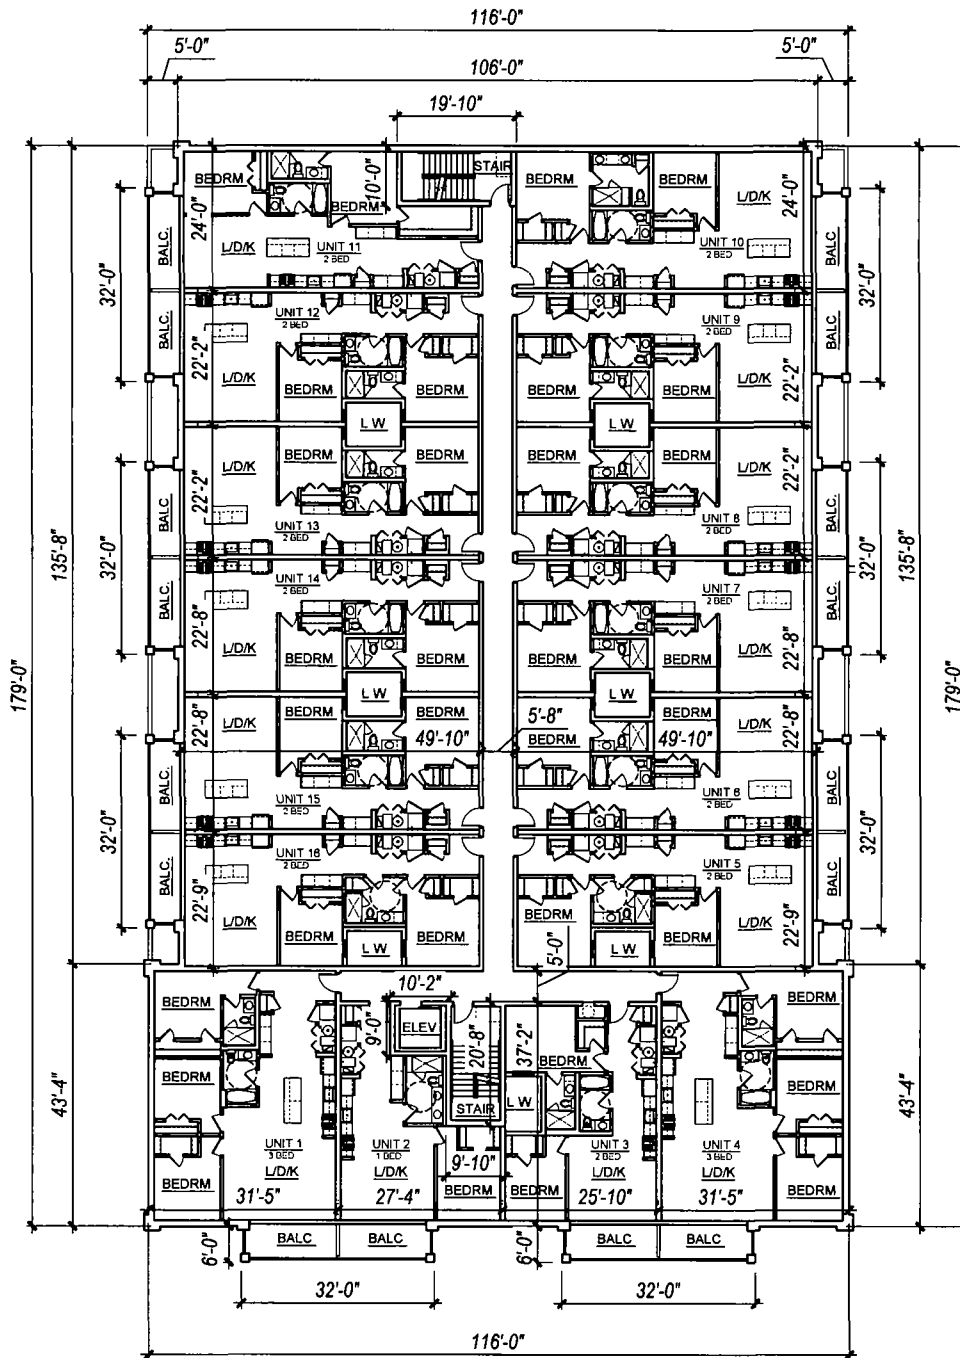 116'-0"
5'-0" 5'-0"
106'-0"
19'-10"
STAIR
BEDRM BEDRM BEDRM
10'-0"
BEDRM
24'-0" L/D/K 24'-0"
BALC. L/D/K UNIT 11 UNIT 10 BALC.
2 BED 2 BED
32'-0" 32'-0"
UNIT 12 UNIT 9
2 BED 2 BED
BALC. BALC.
22'-2" L/D/K BEDRM BEDRM BEDRM BEDRM L/D/K 22'-2"
L W L W
22'-2" L/D/K BEDRM BEDRM BEDRM BEDRM L/D/K 22'-2"
BALC. BALC.
UNIT 13 UNIT 8
2 BED 2 BED
135'-8" 32'-0" 32'-0" 135'-8"
UNIT 14 UNIT 7
2 BED 2 BED
BALC. BALC.
22'-8" L/D/K BEDRM BEDRM BEDRM BEDRM L/D/K 22'-8"
179'-0" L W L W 179'-0"
22'-8" L/D/K BEDRM BEDRM 5'-8" BEDRM L/D/K 22'-8"
49'-10" BEDRM 49'-10"
BALC. BALC.
UNIT 15 UNIT 6
2 BED 2 BED
32'-0" 32'-0"
UNIT 16 UNIT 5
2 BED 2 BED
BALC. BALC.
22'-9" L/D/K BEDRM BEDRM BEDRM BEDRM L/D/K 22'-9"
L W L W
5'-0"
10'-2"
BEDRM BEDRM
ELEV
9'-0" 20'-8" 37'-2"
BEDRM
BEDRM BEDRM
43'-4" STAIR L W 43'-4"
UNIT 1 UNIT 2 UNIT 3 UNIT 4
3 BED 1 BED 2 BED 3 BED
L/D/K L/D/K 9'-10" L/D/K L/D/K
BEDRM BEDRM BEDRM BEDRM
31'-5" 27'-4" 25'-10" 31'-5"
6'-0" BALC BALC 6'-0" BALC BALC
32'-0" 32'-0"
116'-0"